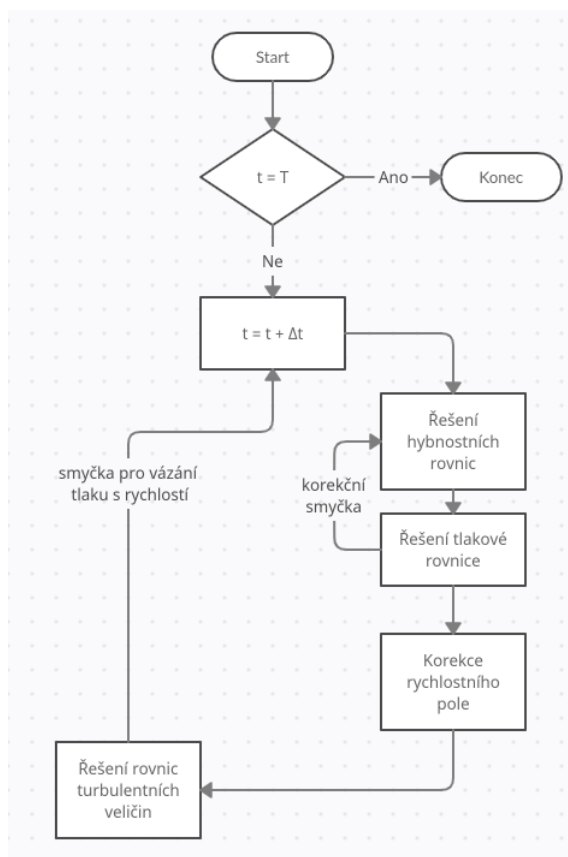 Start
t = T
Ano
Konec
Ne
t = t + Δt
Řešení
hybnostních
rovnic
smyčka pro vázání
tlaku s rychlostí
korekční
smyčka
Řešení tlakové
rovnice
Korekce
rychlostního
pole
Řešení rovnic
turbulentních
veličin